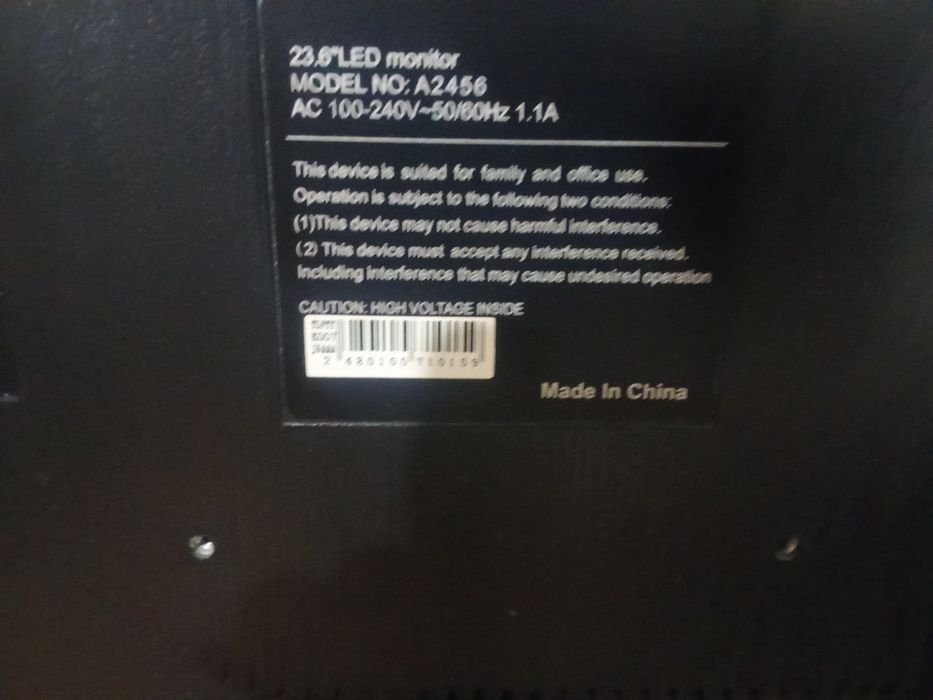 23.6"LED monitor
MODEL NO: A2456
AC 100-240V~50/60Hz 1.1A
This device is suited for family and office use.
Operation is subject to the following two conditions:
(1)This device may not cause harmful interference.
(2) This device must accept any interference received.
Including interference that may cause undesired operation
CAUTION: HIGH VOLTAGE INSIDE
2 480100 710159
Made In China